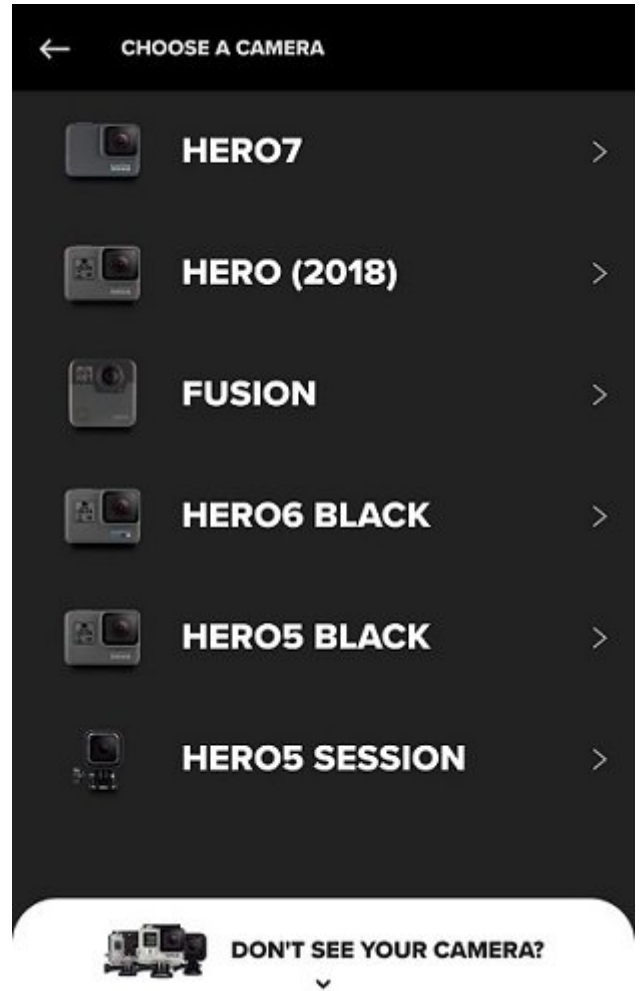 CHOOSE A CAMERA
HERO7
HERO (2018)
FUSION
HERO6 BLACK
HERO5 BLACK
HERO5 SESSION
DON'T SEE YOUR CAMERA?